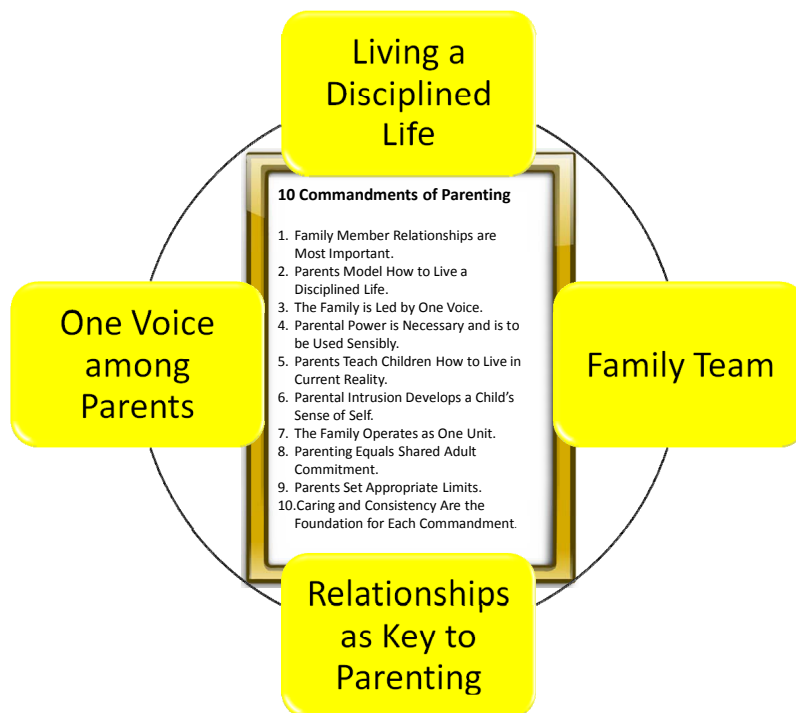 Living a
Disciplined
Life
10 Commandments of Parenting
1. Family Member Relationships are
Most Important.
2. Parents Model How to Live a
Disciplined Life.
3. The Family is Led by One Voice.
4. Parental Power is Necessary and is to
be Used Sensibly.
5. Parents Teach Children How to Live in
Current Reality.
6. Parental Intrusion Develops a Child's
Sense of Self.
7. The Family Operates as One Unit.
8. Parenting Equals Shared Adult
Commitment.
9. Parents Set Appropriate Limits.
10.Caring and Consistency Are the
Foundation for Each Commandment.
One Voice
among
Parents
Family Team
Relationships
as Key to
Parenting